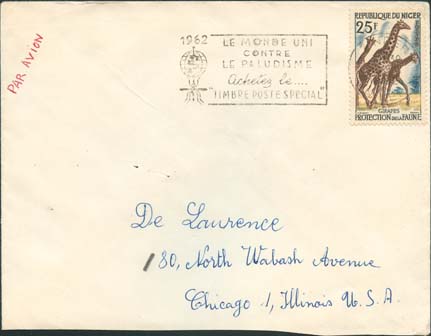 PAR AVION
1962
LE MONDE UNI
CONTRE
LE PALUDISME
Achetez le....
"TIMBRE POSTE SPECIAL"
REPUBLIQUE DU NIGER
25F
GIRAFES
PROTECTION DE LA FAUNE
De Laurence
180, North Wabash Avenue
Chicago 1, Illinois U.S.A.